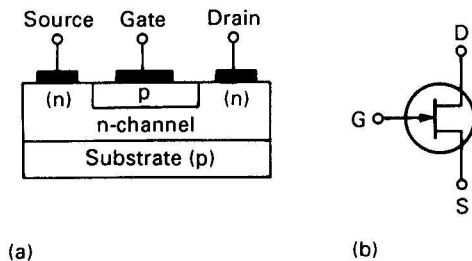 Source Gate Drain
(n) p (n)
n-channel
Substrate (p)
(a)
D
G
S
(b)